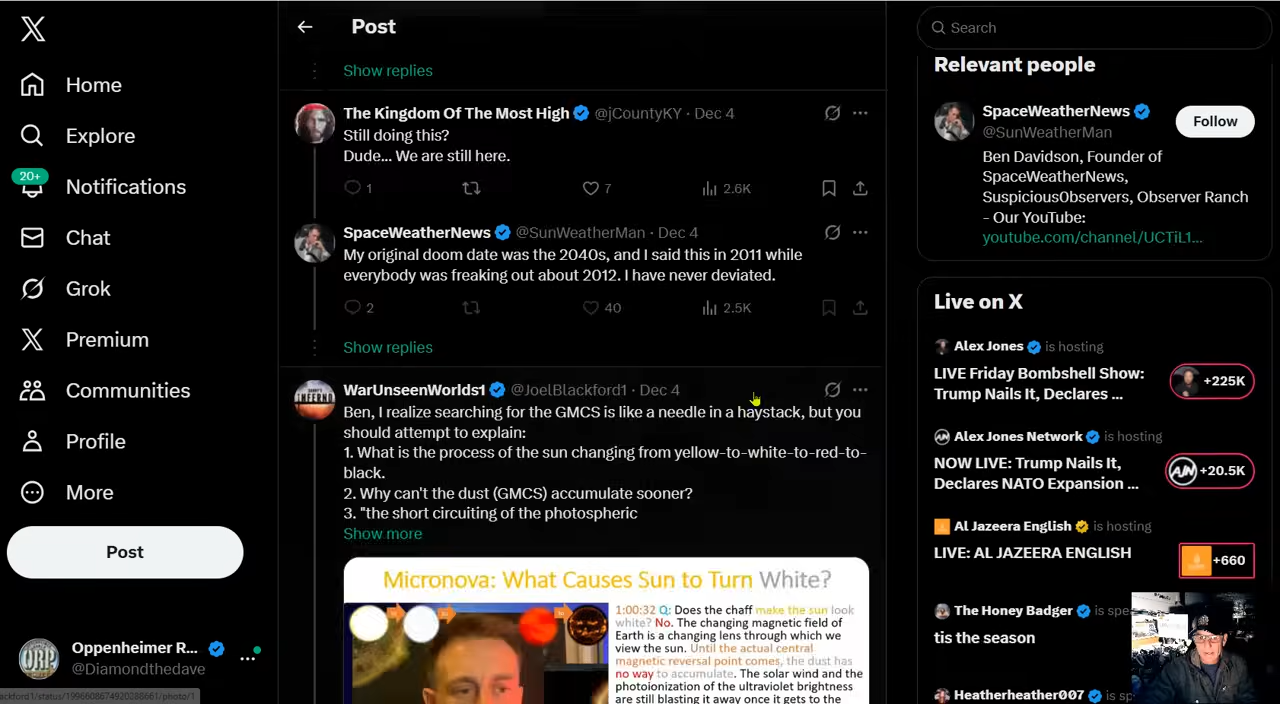 Home
Explore
20+
Notifications
Chat
Grok
Premium
Communities
Profile
More
Post
Oppenheimer R...
@Diamondthedave
ackford1/status/1996608674920288661/photo/1
Post
Show replies
The Kingdom Of The Most High @jCountyKY · Dec 4
Still doing this?
Dude... We are still here.
1 7 2.6K
SpaceWeatherNews @SunWeatherMan · Dec 4
My original doom date was the 2040s, and I said this in 2011 while
everybody was freaking out about 2012. I have never deviated.
2 40 2.5K
Show replies
WarUnseenWorlds1 @JoelBlackford1 · Dec 4
Ben, I realize searching for the GMCS is like a needle in a haystack, but you
should attempt to explain:
1. What is the process of the sun changing from yellow-to-white-to-red-to-
black.
2. Why can't the dust (GMCS) accumulate sooner?
3. "the short circuiting of the photospheric
Show more
Micronova: What Causes Sun to Turn White?
1:00:32 Q: Does the chaff make the sun look
white? No. The changing magnetic field of
Earth is a changing lens through which we
view the sun. Until the actual central
magnetic reversal point comes, the dust has
no way to accumulate. The solar wind and the
photoionization of the ultraviolet brightness
are still blasting it away once it gets to the
Search
Relevant people
SpaceWeatherNews
@SunWeatherMan
Follow
Ben Davidson, Founder of
SpaceWeatherNews,
Suspicious0bservers, Observer Ranch
- Our YouTube:
youtube.com/channel/UCTiL1...
Live on X
Alex Jones is hosting
LIVE Friday Bombshell Show:
Trump Nails It, Declares ...
+225K
Alex Jones Network is hosting
NOW LIVE: Trump Nails It,
Declares NATO Expansion ...
AJN +20.5K
Al Jazeera English is hosting
LIVE: AL JAZEERA ENGLISH
+660
The Honey Badger is spe
tis the season
Heatherheather007 is sp